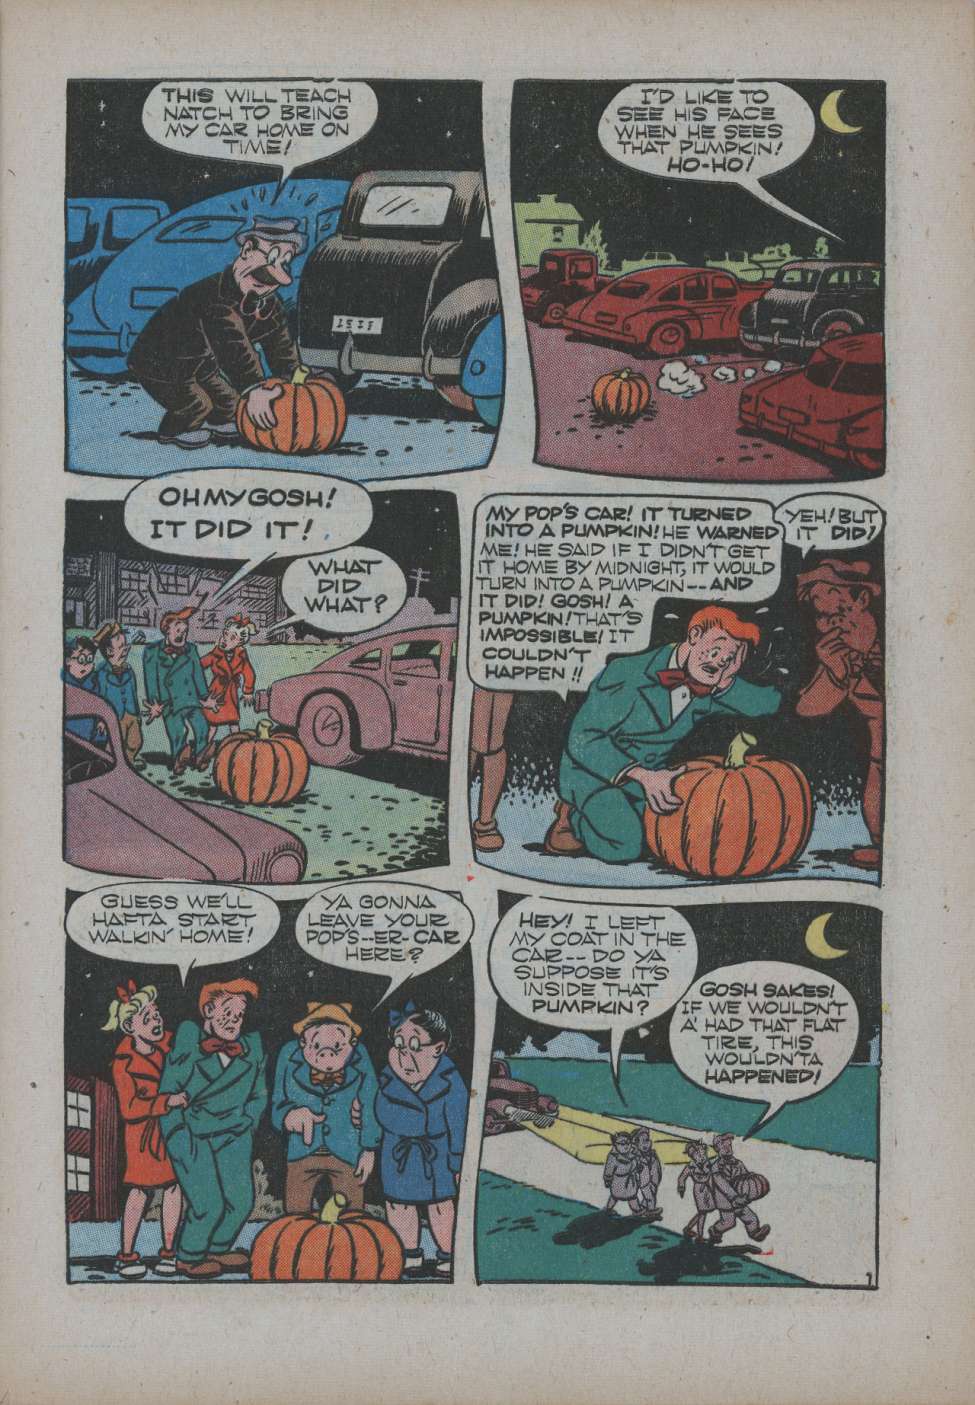 THIS WILL TEACH
NATCH TO BRING
MY CAR HOME ON
TIME!
I'D LIKE TO
SEE HIS FACE
WHEN HE SEES
THAT PUMPKIN!
HO-HO!
OH MY GOSH!
IT DID IT!
WHAT
DID
WHAT?
MY POP'S CAR! IT TURNED
INTO A PUMPKIN! HE WARNED
ME! HE SAID IF I DIDN'T GET
IT HOME BY MIDNIGHT, IT WOULD
TURN INTO A PUMPKIN -- AND
IT DID! GOSH! A
PUMPKIN! THAT'S
IMPOSSIBLE! IT
COULDN'T
HAPPEN!!
YEH! BUT
IT DID!
GUESS WE'LL
HAFTA START
WALKIN' HOME!
YA GONNA
LEAVE YOUR
POP'S--ER-CAR
HERE?
HEY! I LEFT
MY COAT IN THE
CAR-- DO YA
SUPPOSE IT'S
INSIDE THAT
PUMPKIN?
GOSH SAKES!
IF WE WOULDN'T
A' HAD THAT FLAT
TIRE, THIS
WOULDN'TA
HAPPENED!